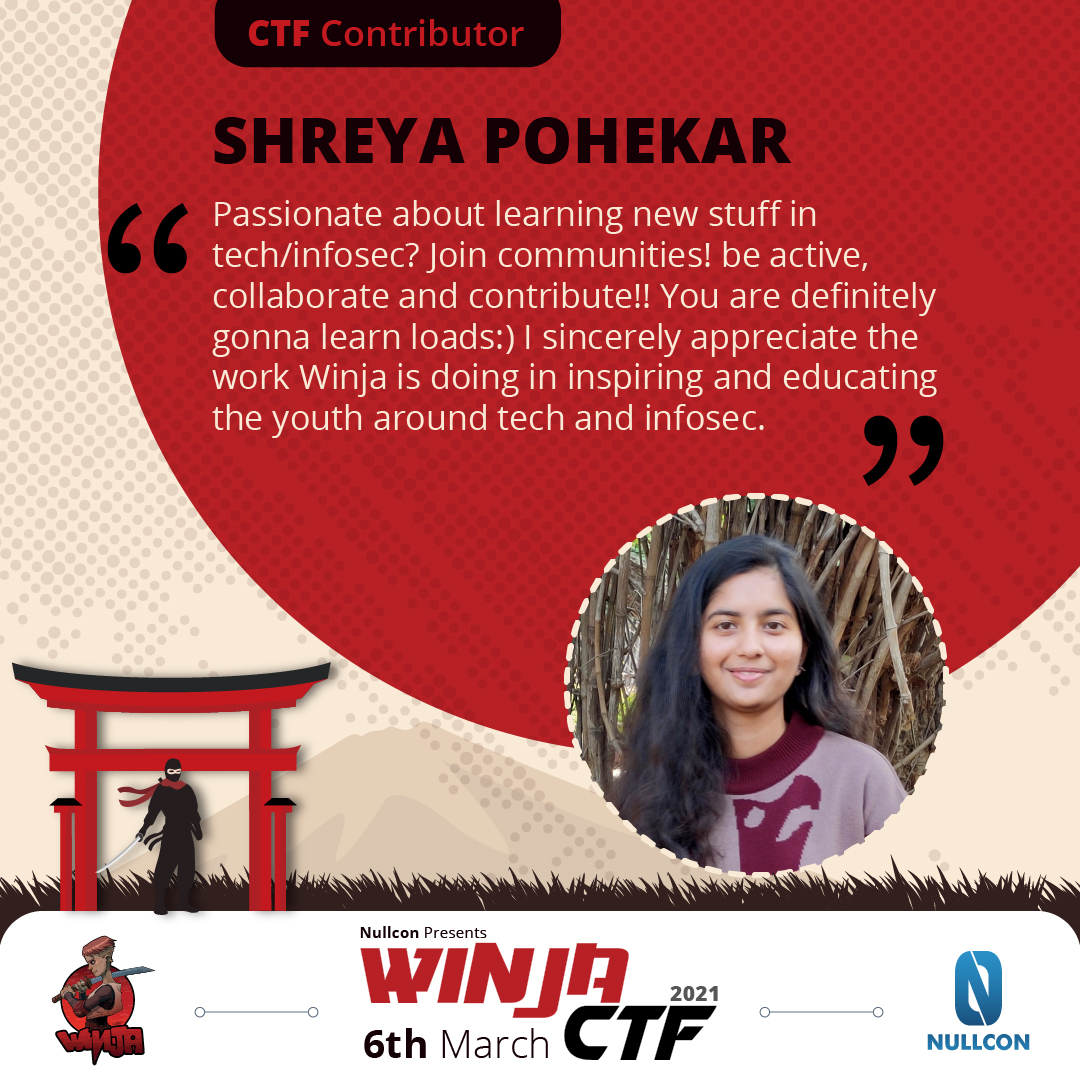 CTF Contributor
SHREYA POHEKAR
“
Passionate about learning new stuff in
tech/infosec? Join communities! be active,
collaborate and contribute!! You are definitely
gonna learn loads:) I sincerely appreciate the
work Winja is doing in inspiring and educating
the youth around tech and infosec.
”
Nullcon Presents
WINJA
2021
CTF
6th March
WINJA
NULLCON